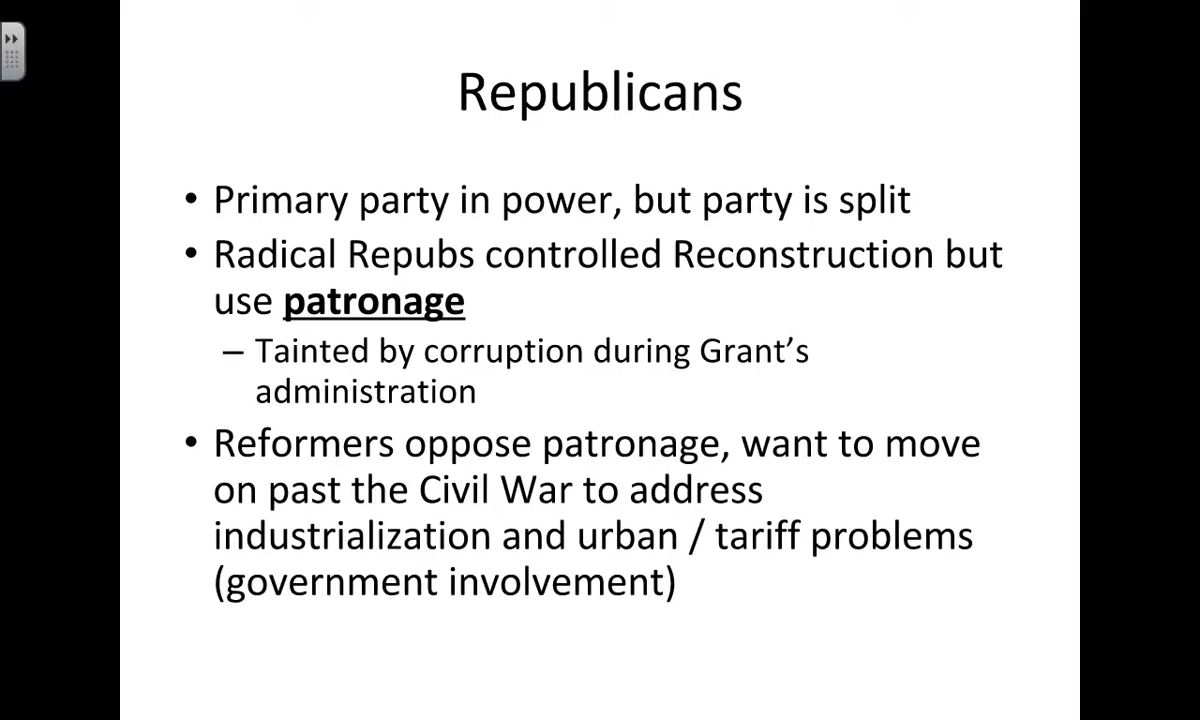 Republicans
• Primary party in power, but party is split
• Radical Repubs controlled Reconstruction but
use patronage
– Tainted by corruption during Grant's
administration
• Reformers oppose patronage, want to move
on past the Civil War to address
industrialization and urban / tariff problems
(government involvement)